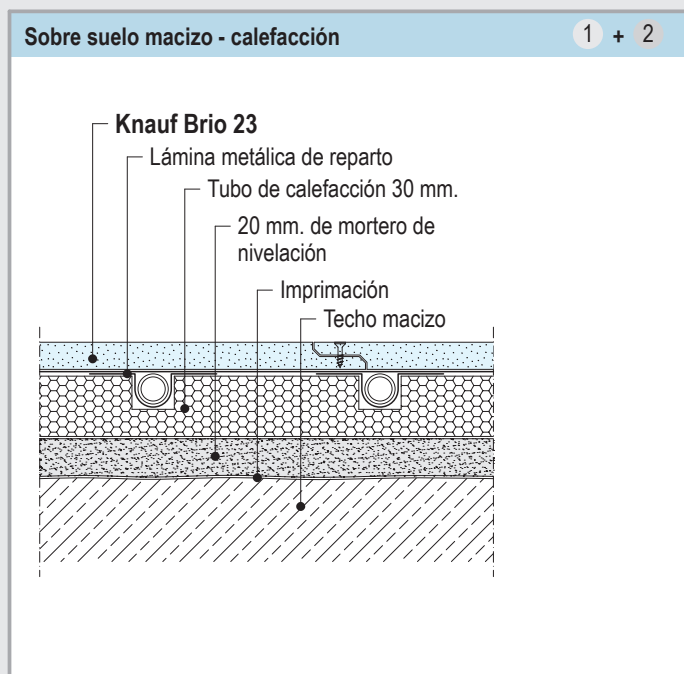 Sobre suelo macizo - calefacción 1 + 2
Knauf Brio 23
Lámina metálica de reparto
Tubo de calefacción 30 mm.
20 mm. de mortero de
nivelación
Imprimación
Techo macizo